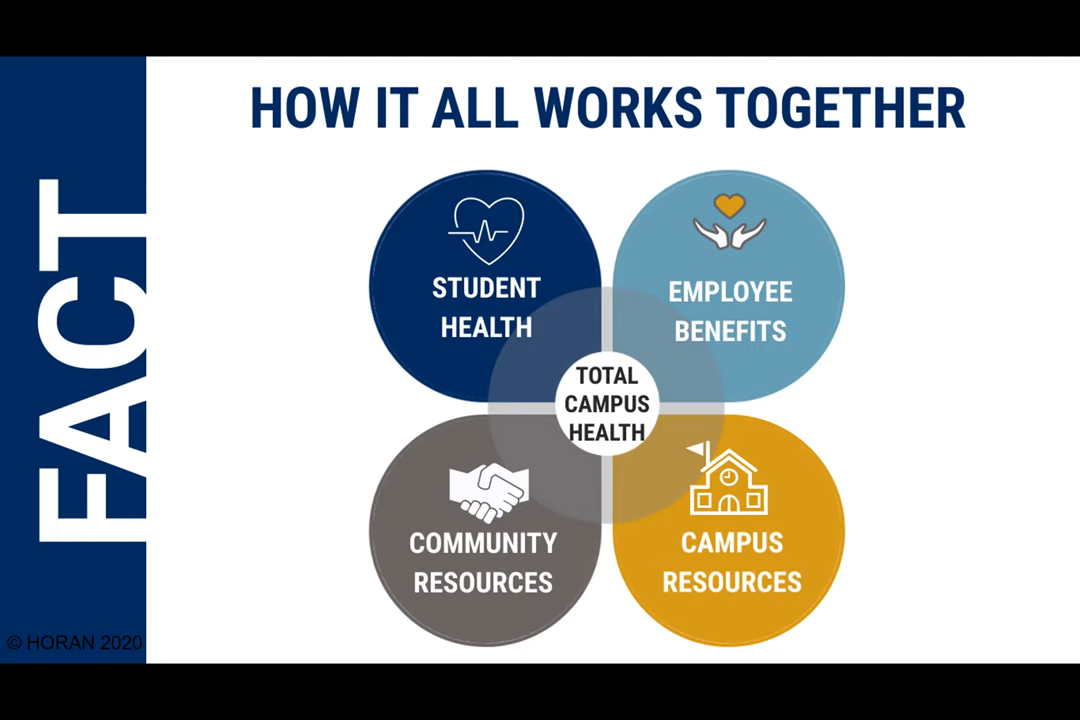 HOW IT ALL WORKS TOGETHER
FACT
STUDENT
HEALTH
EMPLOYEE
BENEFITS
TOTAL
CAMPUS
HEALTH
COMMUNITY
RESOURCES
CAMPUS
RESOURCES
© HORAN 2020